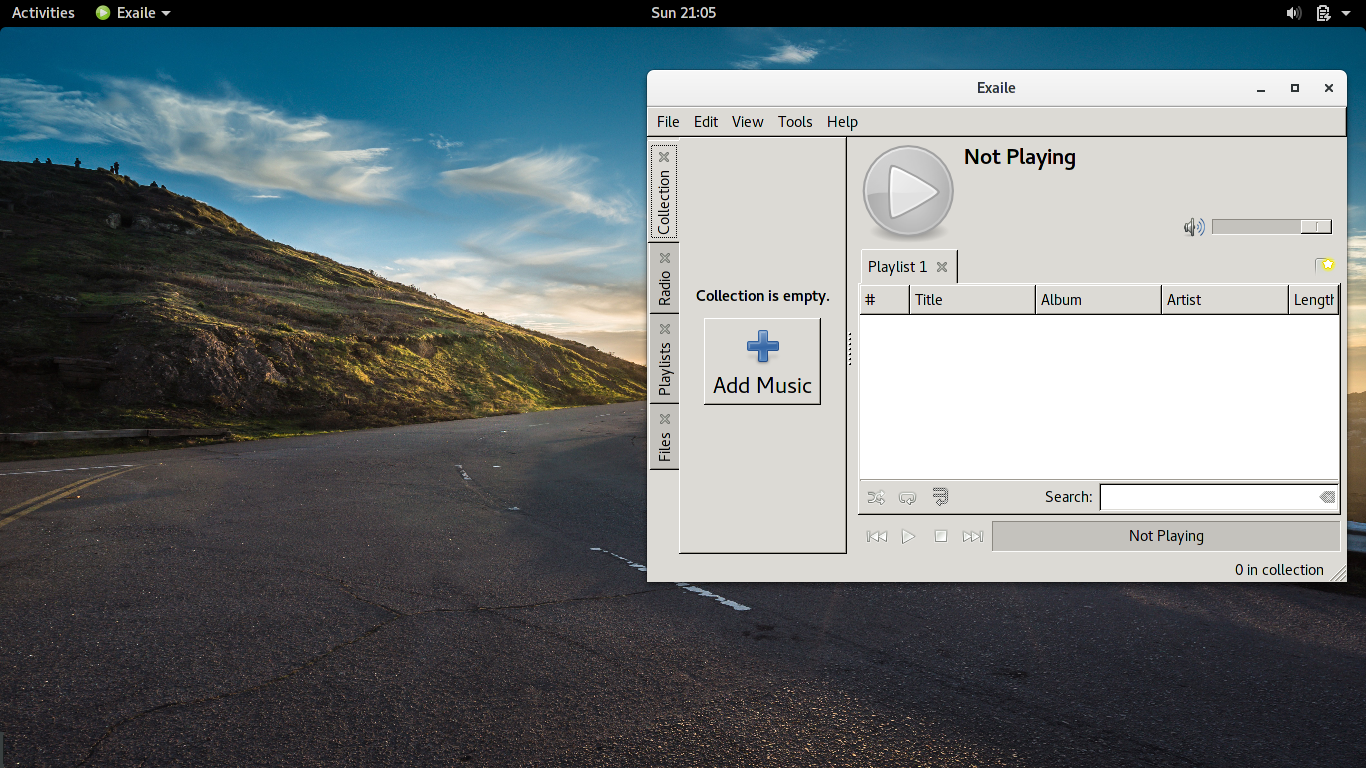 Activities Exaile Sun 21:05
Exaile
File Edit View Tools Help
Collection
Radio
Playlists
Files
Collection is empty.
Add Music
Not Playing
Playlist 1
# Title Album Artist Length
Search:
Not Playing
0 in collection